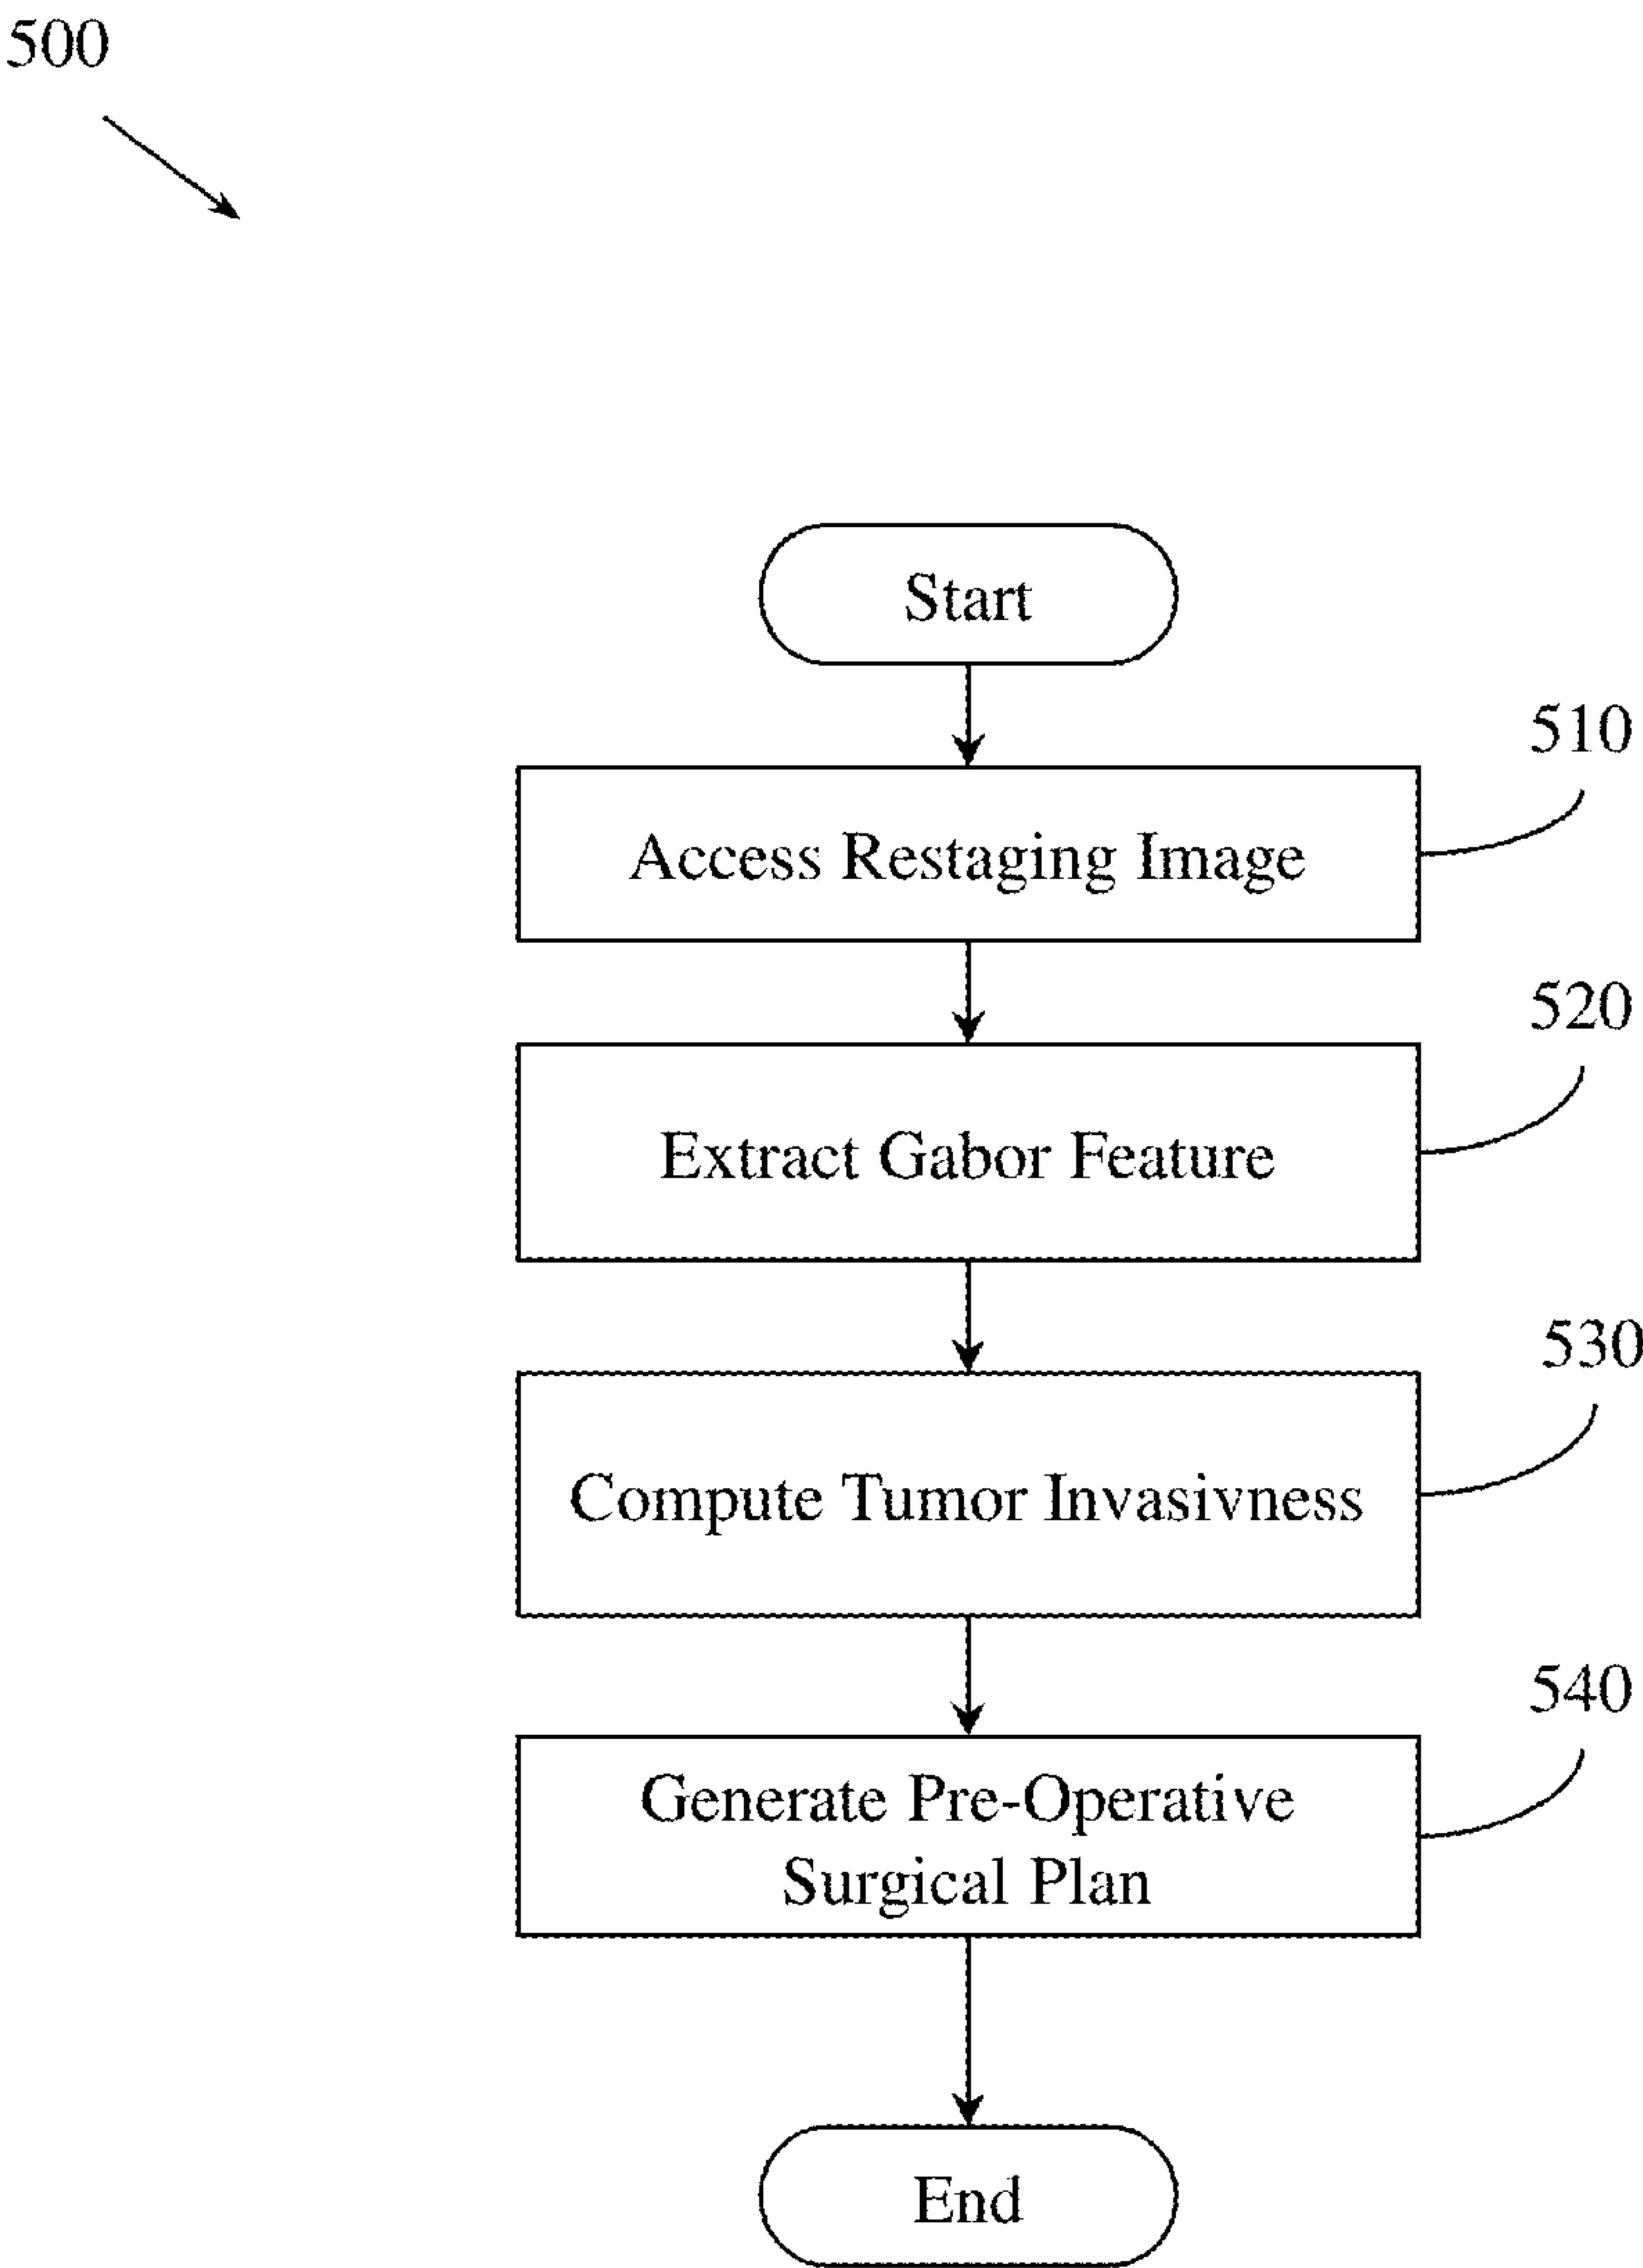 500
Start
510
Access Restaging Image
520
Extract Gabor Feature
530
Compute Tumor Invasivness
540
Generate Pre-Operative
Surgical Plan
End